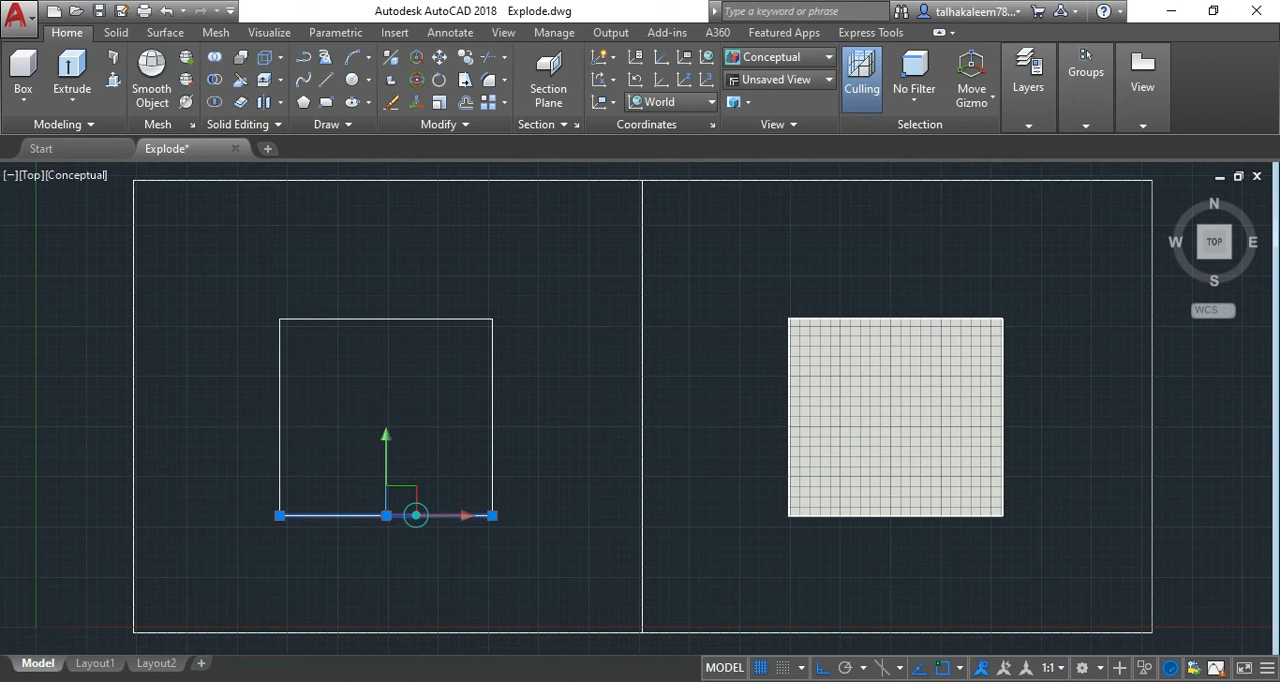 Autodesk AutoCAD 2018 Explode.dwg
Type a keyword or phrase
talhakaleem78...
Home Solid Surface Mesh Visualize Parametric Insert Annotate View Manage Output Add-ins A360 Featured Apps Express Tools
Box
Extrude
Smooth
Object
Section
Plane
Conceptual
Unsaved View
World
Culling
No Filter
Move
Gizmo
Layers
Groups
View
Modeling Mesh Solid Editing Draw Modify Section Coordinates View Selection
Start Explode*
[−][Top][Conceptual]
N
W TOP E
S
WCS
Model Layout1 Layout2
MODEL
1:1